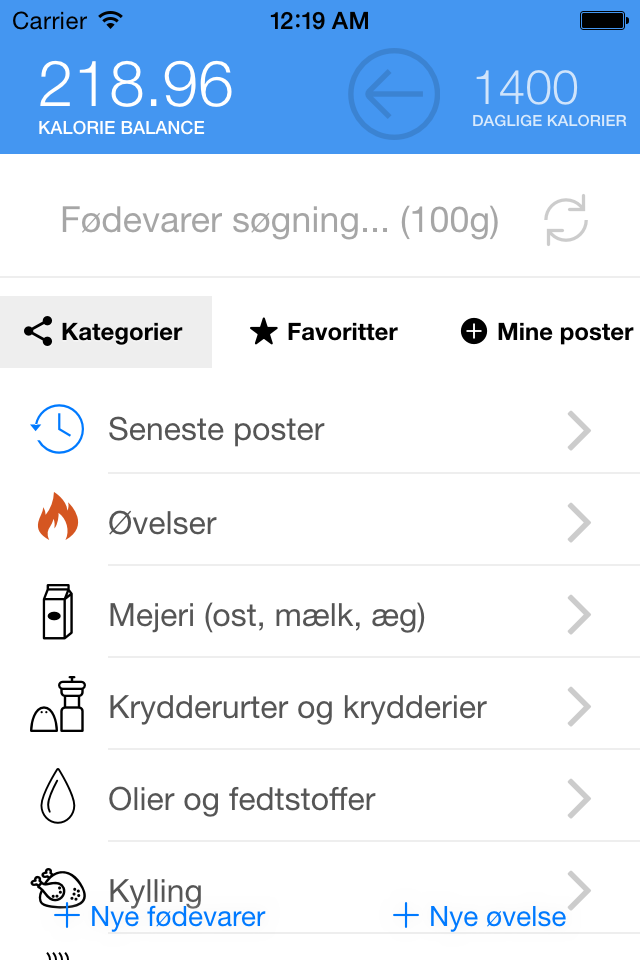 Carrier 12:19 AM
218.96 1400
KALORIE BALANCE DAGLIGE KALORIER
Fødevarer søgning... (100g)
Kategorier Favoritter Mine poster
Seneste poster
Øvelser
Mejeri (ost, mælk, æg)
Krydderurter og krydderier
Olier og fedtstoffer
Kylling
Nye fødevarer Nye øvelse